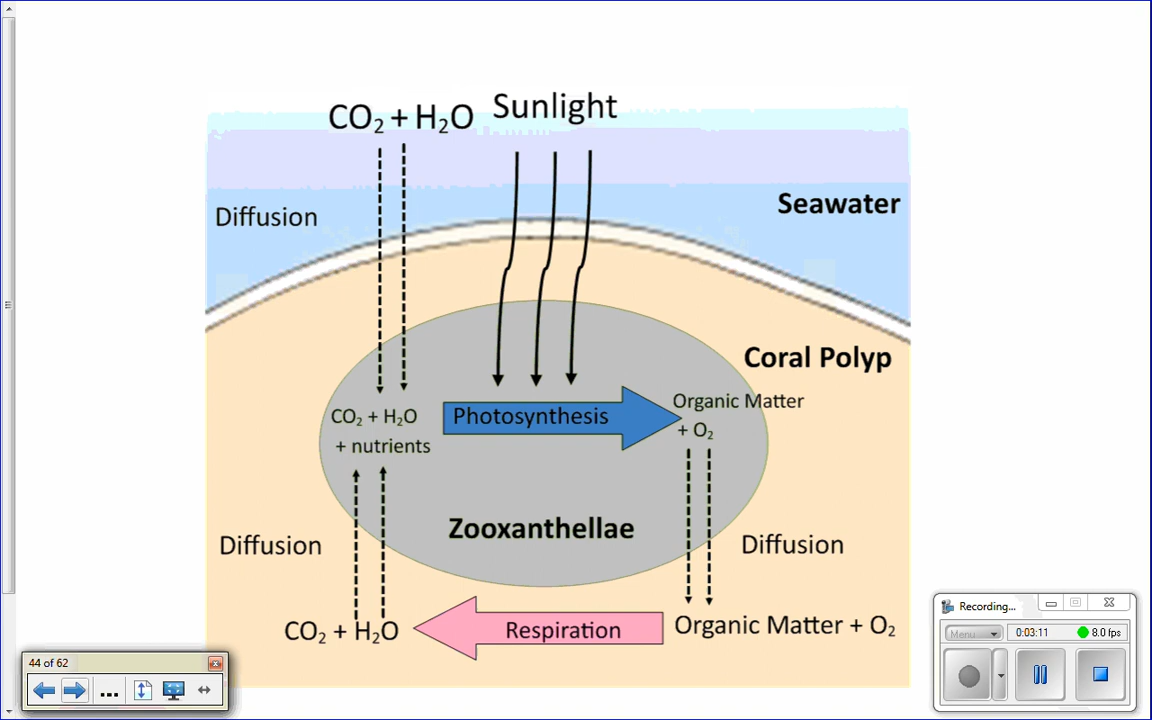 CO₂ + H₂O
Sunlight
Diffusion
Seawater
Coral Polyp
CO₂ + H₂O
+ nutrients
Photosynthesis
Organic Matter
+ O₂
Zooxanthellae
Diffusion
Diffusion
CO₂ + H₂O
Respiration
Organic Matter + O₂
44 of 62
...
Recording...
Menu
0:03:11
8.0 fps